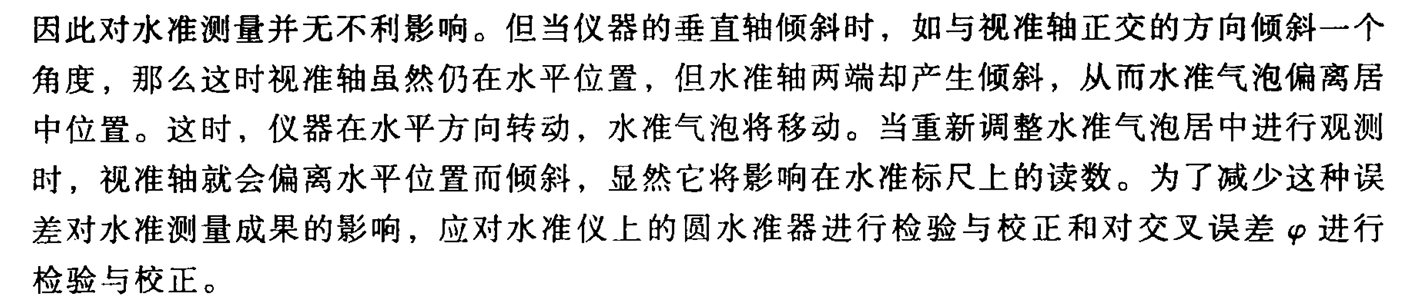 因此对水准测量并无不利影响。但当仪器的垂直轴倾斜时，如与视准轴正交的方向倾斜一个
角度，那么这时视准轴虽然仍在水平位置，但水准轴两端却产生倾斜，从而水准气泡偏离居
中位置。这时，仪器在水平方向转动，水准气泡将移动。当重新调整水准气泡居中进行观测
时，视准轴就会偏离水平位置而倾斜，显然它将影响在水准标尺上的读数。为了减少这种误
差对水准测量成果的影响，应对水准仪上的圆水准器进行检验与校正和对交叉误差 φ 进行
检验与校正。